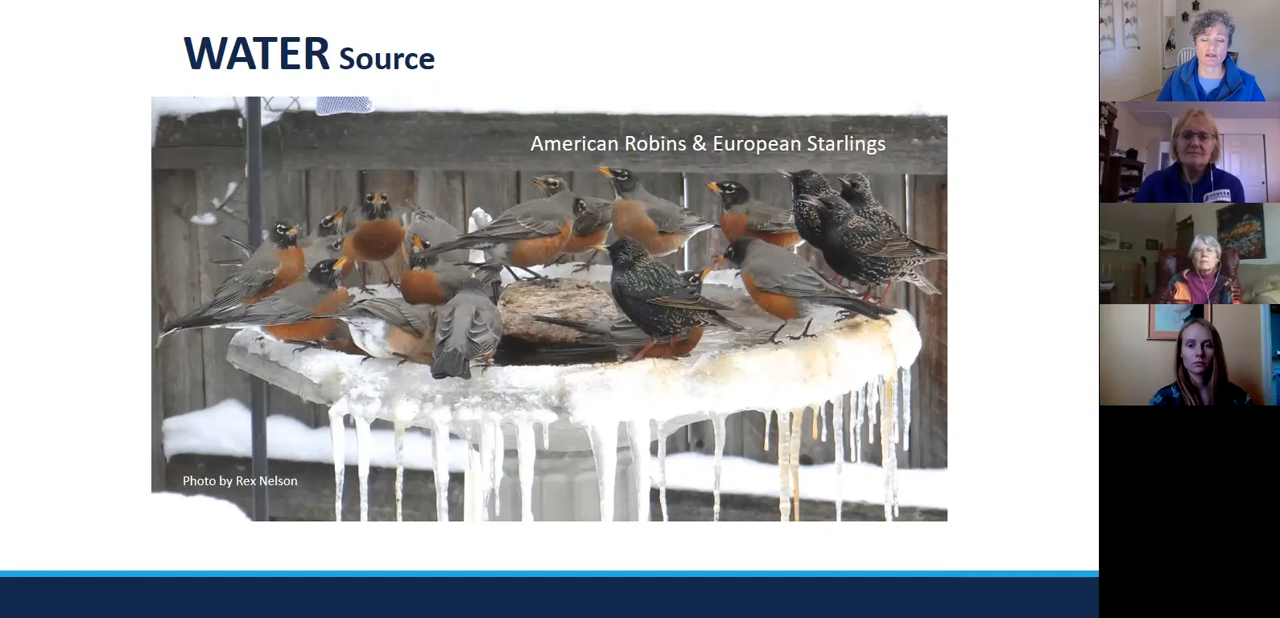 WATER Source
American Robins & European Starlings
Photo by Rex Nelson